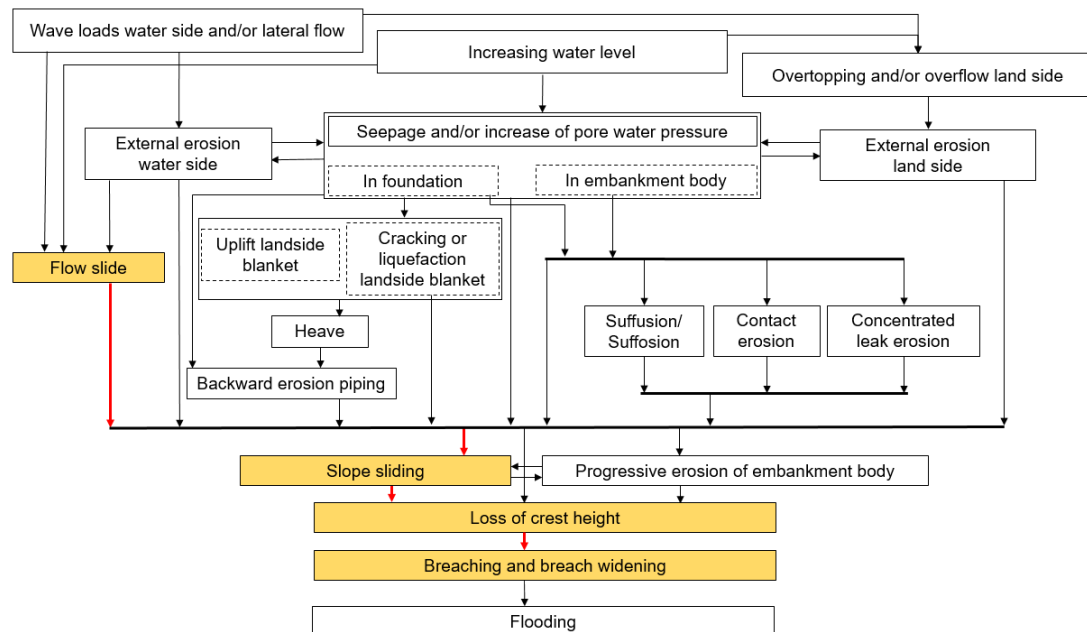 Wave loads water side and/or lateral flow
Increasing water level
Overtopping and/or overflow land side
Seepage and/or increase of pore water pressure
External erosion
water side
External erosion
land side
In foundation
In embankment body
Uplift landside
blanket
Cracking or
liquefaction
landside blanket
Flow slide
Heave
Suffusion/
Suffosion
Contact
erosion
Concentrated
leak erosion
Backward erosion piping
Slope sliding
Progressive erosion of embankment body
Loss of crest height
Breaching and breach widening
Flooding